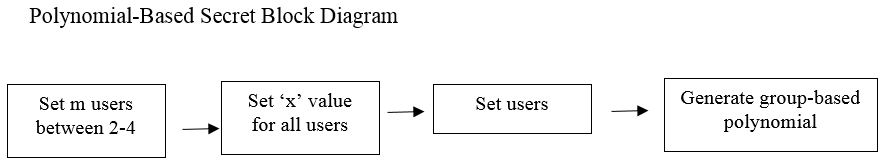 Polynomial-Based Secret Block Diagram
Set m users
between 2-4
Set ‘x’ value
for all users
Set users
Generate group-based
polynomial